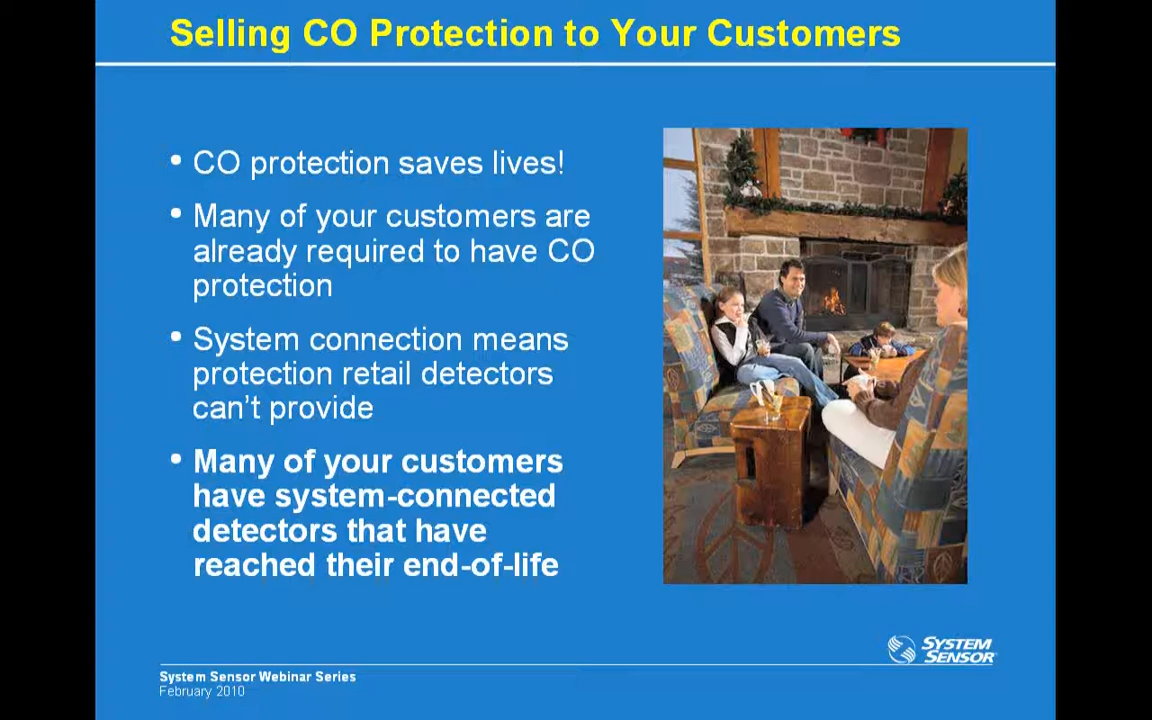 Selling CO Protection to Your Customers
• CO protection saves lives!
• Many of your customers are
already required to have CO
protection
• System connection means
protection retail detectors
can't provide
• Many of your customers
have system-connected
detectors that have
reached their end-of-life
SYSTEM
SENSOR
System Sensor Webinar Series
February 2010